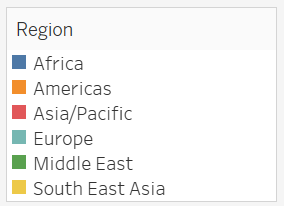 Region
Africa
Americas
Asia/Pacific
Europe
Middle East
South East Asia